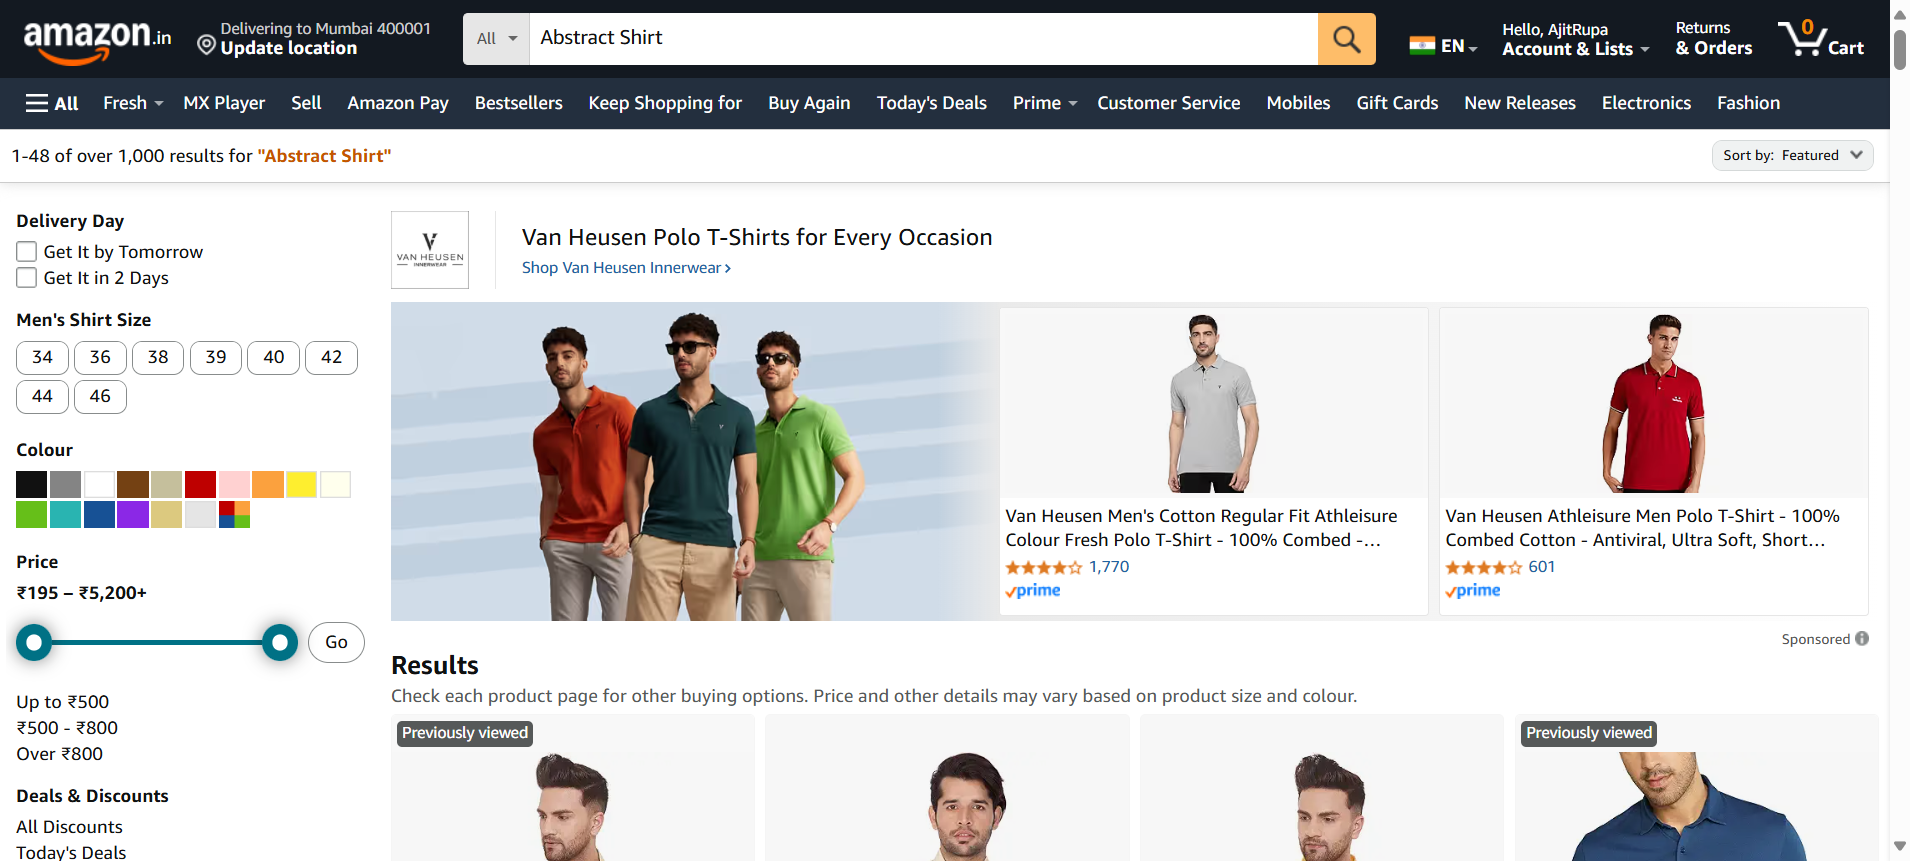 amazon.in
Delivering to Mumbai 400001
Update location
All
Abstract Shirt
EN
Hello, AjitRupa
Account & Lists
Returns
& Orders
0
Cart
All
Fresh
MX Player
Sell
Amazon Pay
Bestsellers
Keep Shopping for
Buy Again
Today's Deals
Prime
Customer Service
Mobiles
Gift Cards
New Releases
Electronics
Fashion
1-48 of over 1,000 results for "Abstract Shirt"
Sort by: Featured
Delivery Day
Get It by Tomorrow
Get It in 2 Days
Men's Shirt Size
34
36
38
39
40
42
44
46
Colour
Price
₹195 – ₹5,200+
Go
Up to ₹500
₹500 - ₹800
Over ₹800
Deals & Discounts
All Discounts
Today's Deals
V
VAN HEUSEN
INNERWEAR
Van Heusen Polo T-Shirts for Every Occasion
Shop Van Heusen Innerwear
Van Heusen Men's Cotton Regular Fit Athleisure
Colour Fresh Polo T-Shirt - 100% Combed -...
1,770
prime
Van Heusen Athleisure Men Polo T-Shirt - 100%
Combed Cotton - Antiviral, Ultra Soft, Short...
601
prime
Sponsored
Results
Check each product page for other buying options. Price and other details may vary based on product size and colour.
Previously viewed
Previously viewed